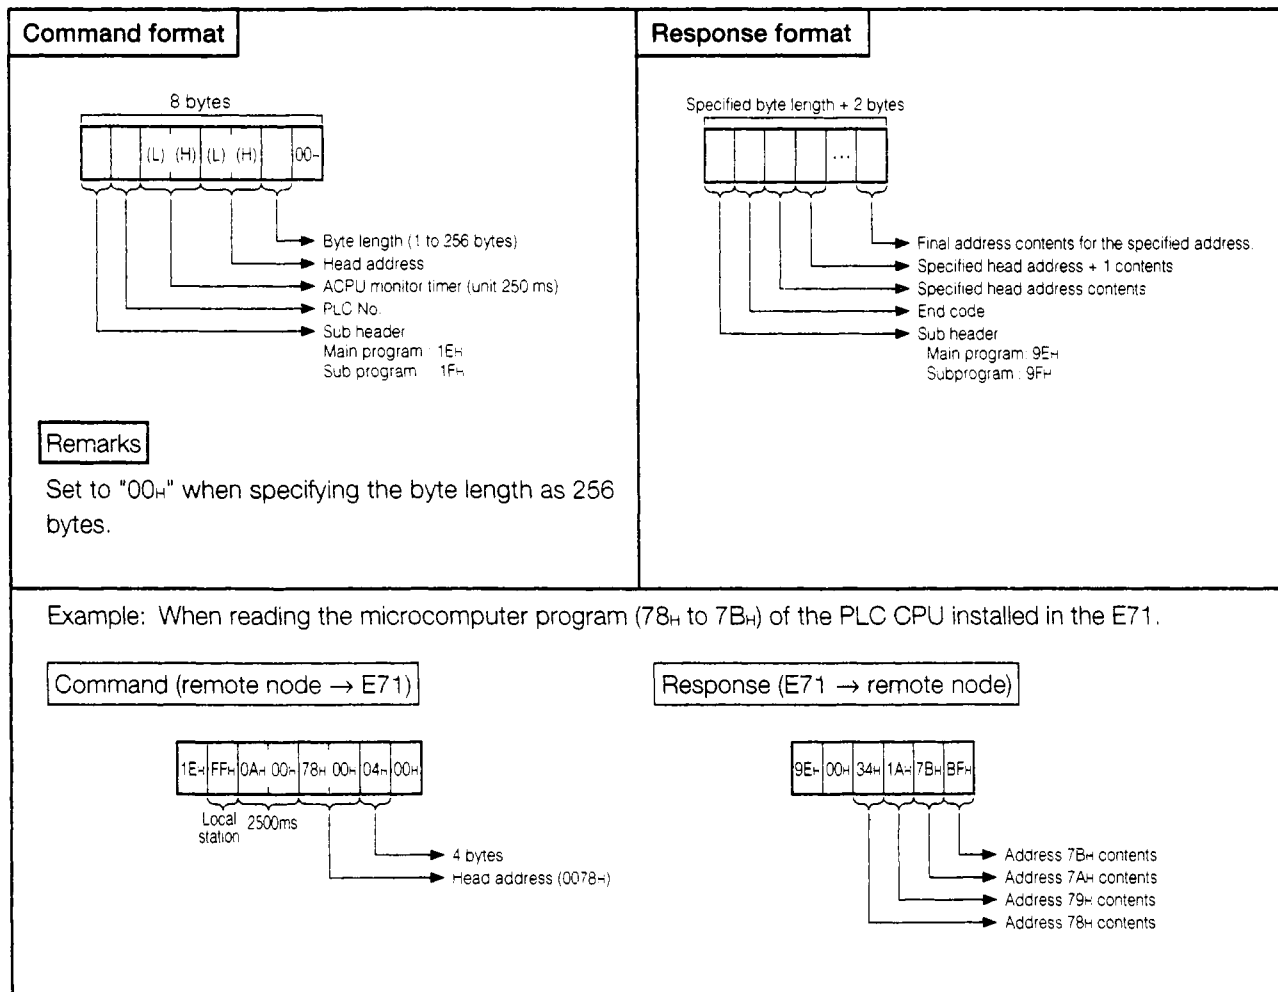 Command format
8 bytes
(L) (H) (L) (H) 00H
Byte length (1 to 256 bytes)
Head address
ACPU monitor timer (unit 250 ms)
PLC No.
Sub header
Main program : 1EH
Sub program 1FH
Remarks
Set to "00H" when specifying the byte length as 256
bytes.
Response format
Specified byte length + 2 bytes
...
Final address contents for the specified address.
Specified head address + 1 contents
Specified head address contents
End code
Sub header
Main program: 9EH
Subprogram : 9FH
Example: When reading the microcomputer program (78H to 7BH) of the PLC CPU installed in the E71.
Command (remote node → E71)
1EH FFH 0AH 00H 78H 00H 04H 00H
Local station 2500ms
4 bytes
Head address (0078H)
Response (E71 → remote node)
9EH 00H 34H 1AH 7BH BFH
Address 7BH contents
Address 7AH contents
Address 79H contents
Address 78H contents